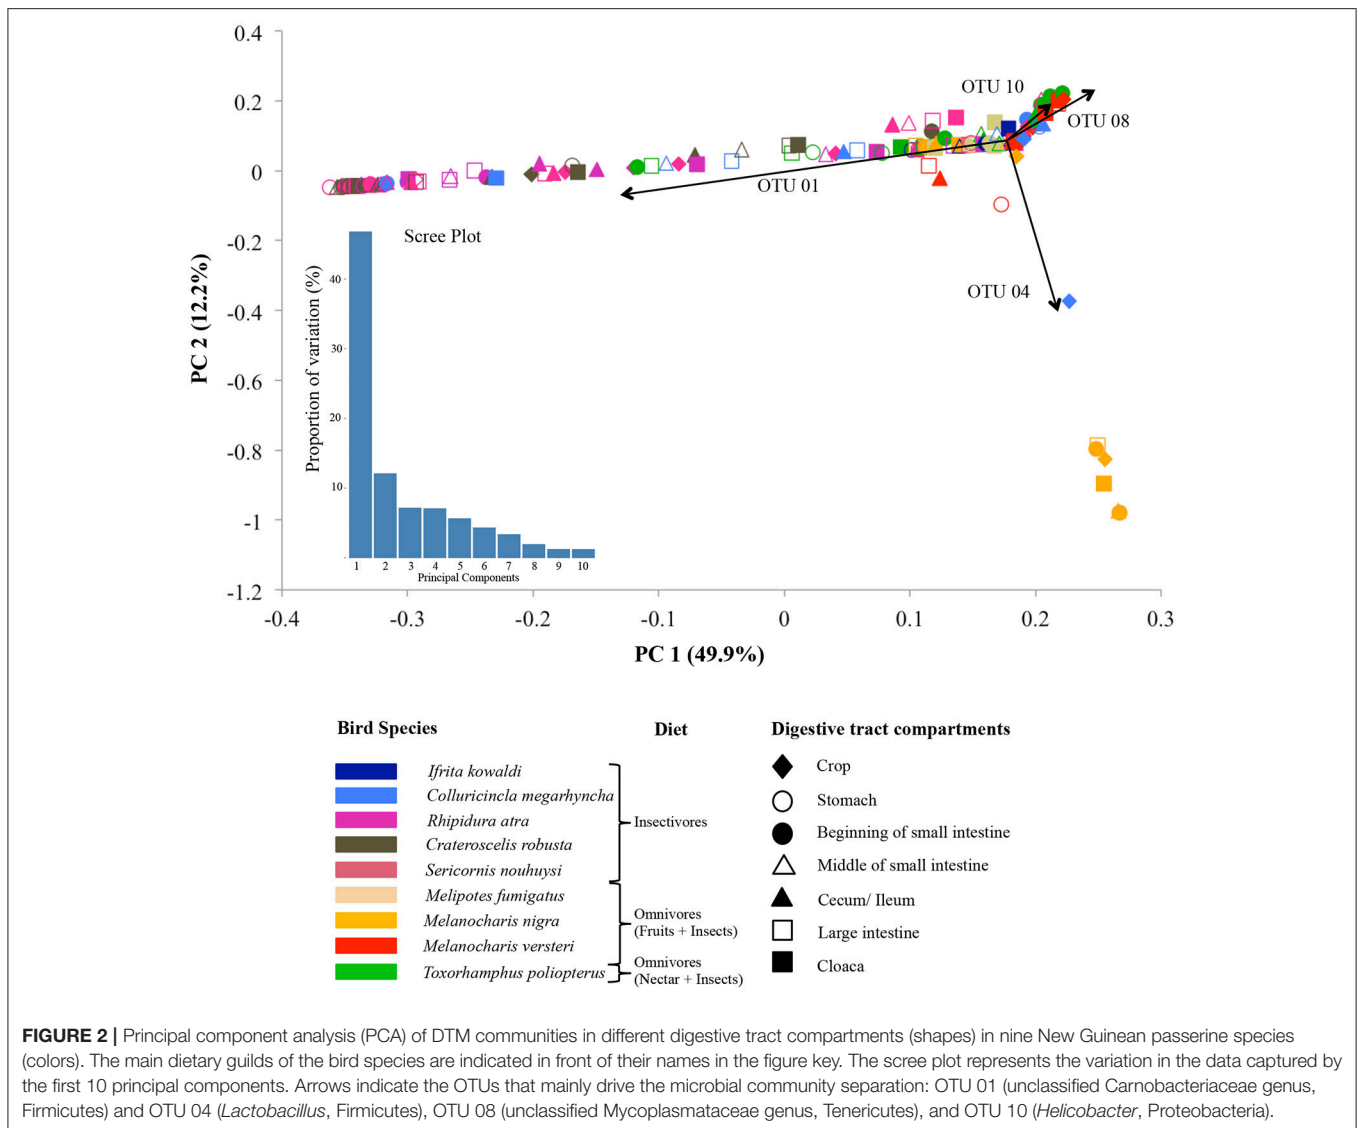 0.4
0.2
0
-0.2
-0.4
-0.6
-0.8
-1
-1.2
PC 2 (12.2%)
OTU 10
OTU 08
OTU 01
OTU 04
Scree Plot
Proportion of variation (%)
40
30
20
10
1 2 3 4 5 6 7 8 9 10
Principal Components
-0.4 -0.3 -0.2 -0.1 0 0.1 0.2 0.3
PC 1 (49.9%)
Bird Species
Diet
Digestive tract compartments
Ifrita kowaldi
Colluricincla megarhyncha
Rhipidura atra
Crateroscelis robusta
Sericornis nouhuysi
Melipotes fumigatus
Melanocharis nigra
Melanocharis versteri
Toxorhamphus poliopterus
Insectivores
Omnivores
(Fruits + Insects)
Omnivores
(Nectar + Insects)
Crop
Stomach
Beginning of small intestine
Middle of small intestine
Cecum/ Ileum
Large intestine
Cloaca
FIGURE 2 | Principal component analysis (PCA) of DTM communities in different digestive tract compartments (shapes) in nine New Guinean passerine species
(colors). The main dietary guilds of the bird species are indicated in front of their names in the figure key. The scree plot represents the variation in the data captured by
the first 10 principal components. Arrows indicate the OTUs that mainly drive the microbial community separation: OTU 01 (unclassified Carnobacteriaceae genus,
Firmicutes) and OTU 04 (Lactobacillus, Firmicutes), OTU 08 (unclassified Mycoplasmataceae genus, Tenericutes), and OTU 10 (Helicobacter, Proteobacteria).